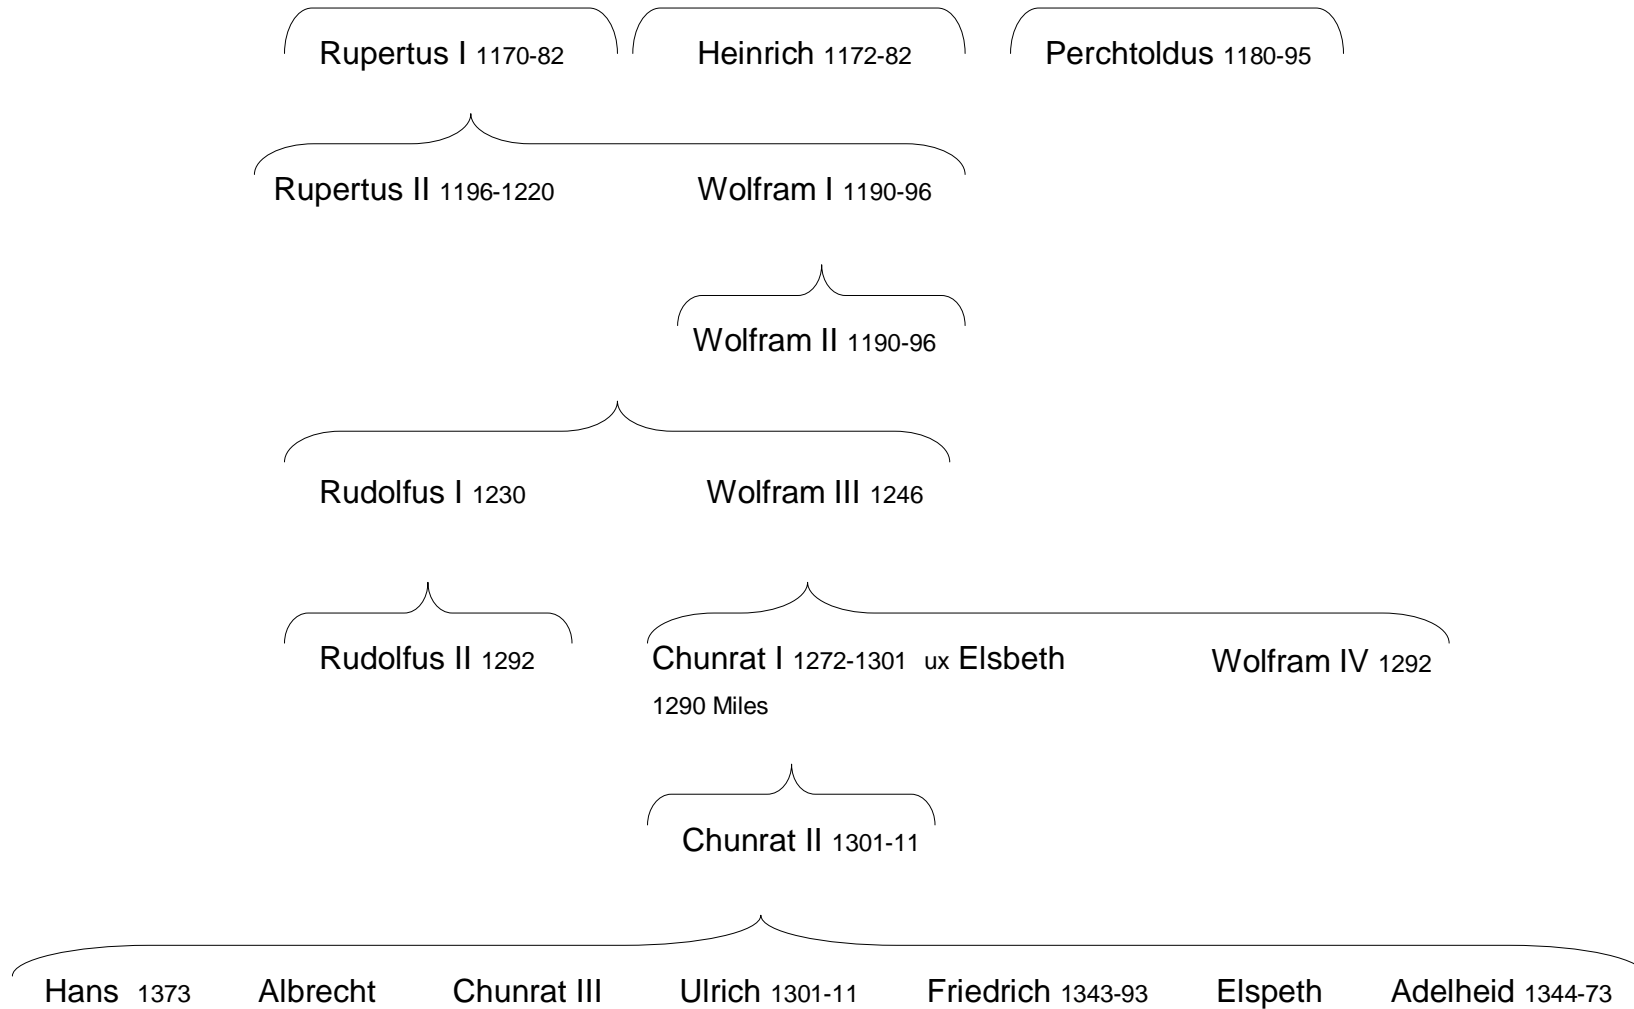 Rupertus I 1170-82 Heinrich 1172-82 Perchtoldus 1180-95
Rupertus II 1196-1220 Wolfram I 1190-96
Wolfram II 1190-96
Rudolfus I 1230 Wolfram III 1246
Rudolfus II 1292 Chunrat I 1272-1301 ux Elsbeth Wolfram IV 1292
1290 Miles
Chunrat II 1301-11
Hans 1373 Albrecht Chunrat III Ulrich 1301-11 Friedrich 1343-93 Elspeth Adelheid 1344-73